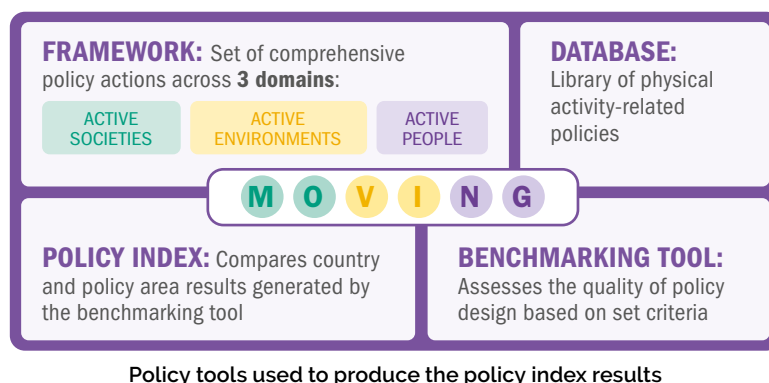 FRAMEWORK: Set of comprehensive
policy actions across 3 domains:
ACTIVE
SOCIETIES
ACTIVE
ENVIRONMENTS
ACTIVE
PEOPLE
DATABASE:
Library of physical
activity-related
policies
MOVING
POLICY INDEX: Compares country
and policy area results generated by
the benchmarking tool
BENCHMARKING TOOL:
Assesses the quality of policy
design based on set criteria
Policy tools used to produce the policy index results